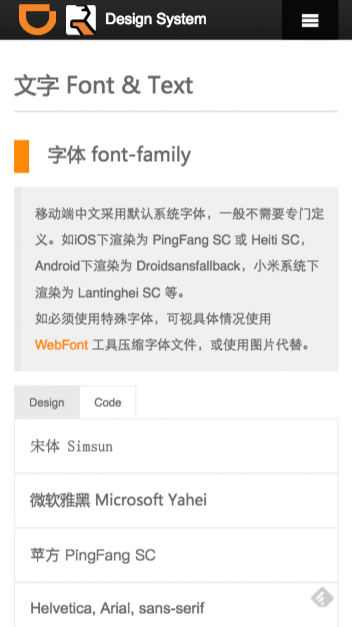 Design System
文字 Font & Text
字体 font-family
移动端中文采用默认系统字体，一般不需要专门定
义。如iOS下渲染为 PingFang SC 或 Heiti SC，
Android下渲染为 Droidsansfallback，小米系统下
渲染为 Lantinghei SC 等。
如必须使用特殊字体，可视具体情况使用
WebFont 工具压缩字体文件，或使用图片代替。
Design Code
宋体 Simsun
微软雅黑 Microsoft Yahei
苹方 PingFang SC
Helvetica, Arial, sans-serif